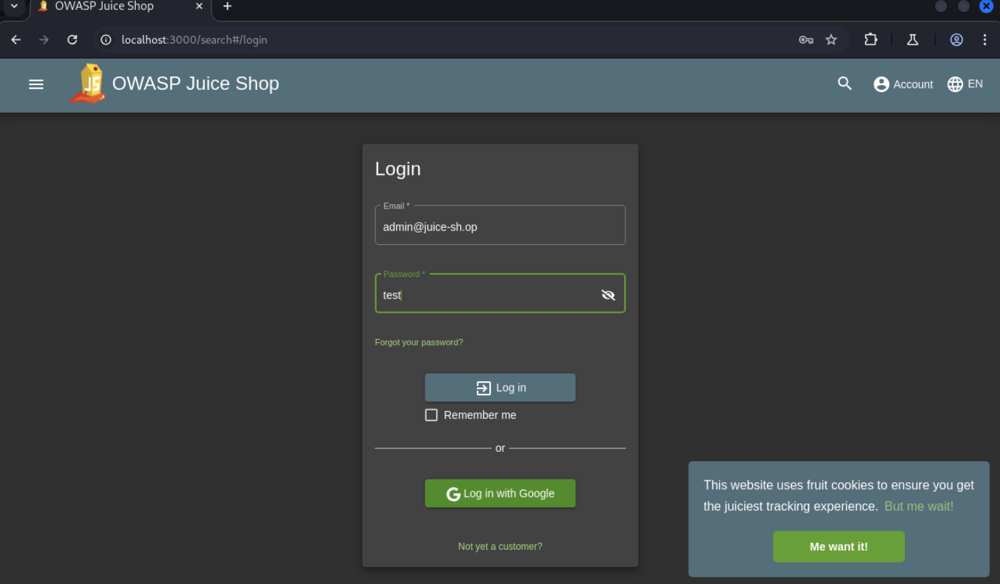 OWASP Juice Shop
localhost:3000/search#/login
JS
OWASP Juice Shop
Account
EN
Login
Email *
admin@juice-sh.op
Password *
test
Forgot your password?
Log in
Remember me
or
G Log in with Google
Not yet a customer?
This website uses fruit cookies to ensure you get
the juiciest tracking experience. But me wait!
Me want it!